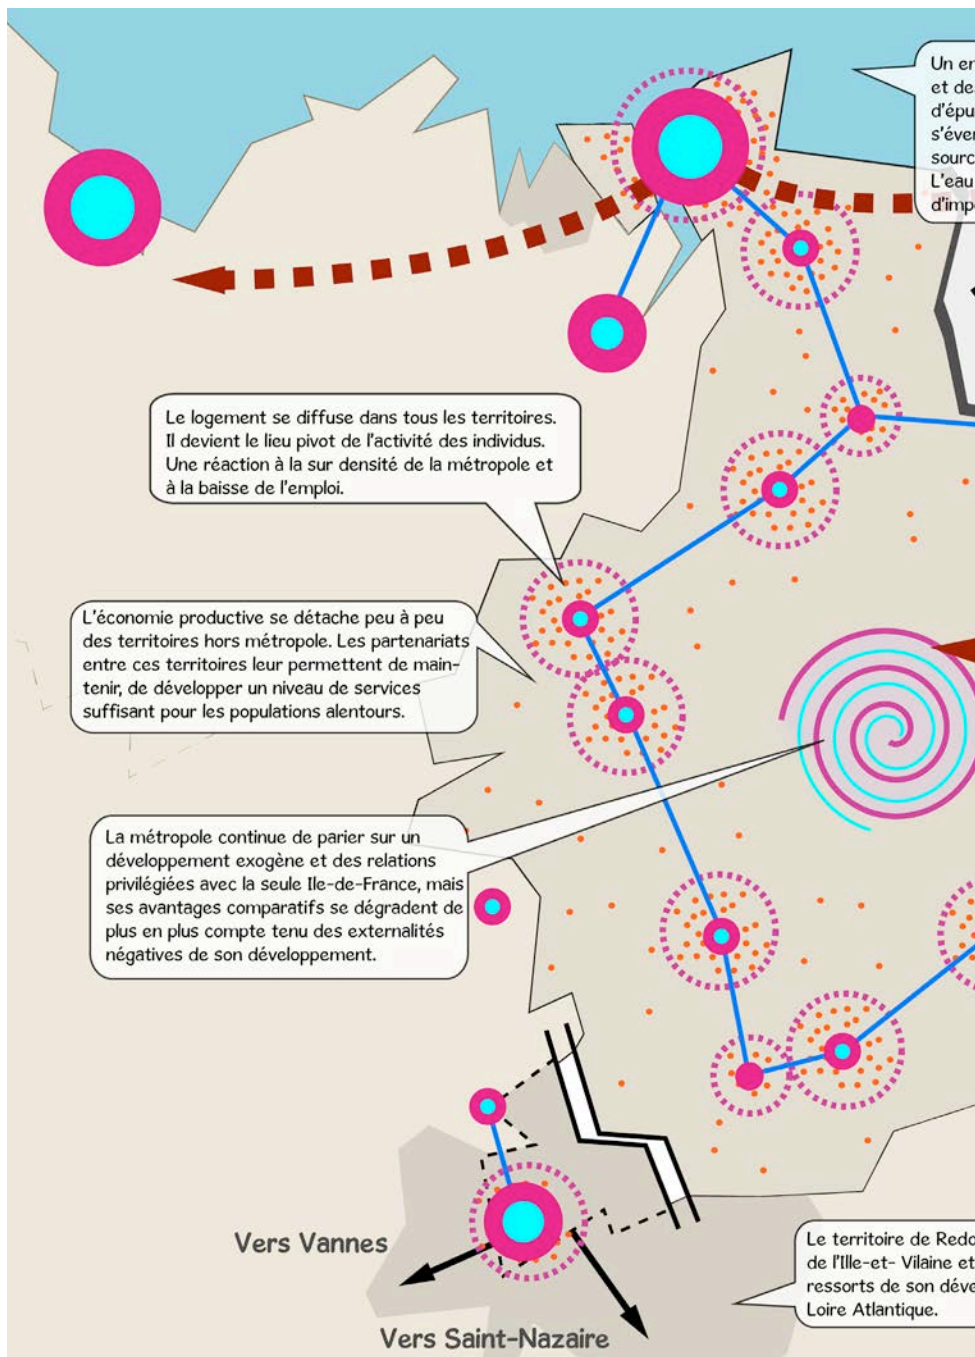 Un en
et de
d'épu
s'éver
sourc
L'eau
d'imp
Le logement se diffuse dans tous les territoires.
Il devient le lieu pivot de l'activité des individus.
Une réaction à la sur densité de la métropole et
à la baisse de l'emploi.
L'économie productive se détache peu à peu
des territoires hors métropole. Les partenariats
entre ces territoires leur permettent de main-
tenir, de développer un niveau de services
suffisant pour les populations alentours.
La métropole continue de parier sur un
développement exogène et des relations
privilégiées avec la seule Ile-de-France, mais
ses avantages comparatifs se dégradent de
plus en plus compte tenu des externalités
négatives de son développement.
Vers Vannes
Le territoire de Redo
de l'Ille-et- Vilaine et
ressorts de son déve
Loire Atlantique.
Vers Saint-Nazaire